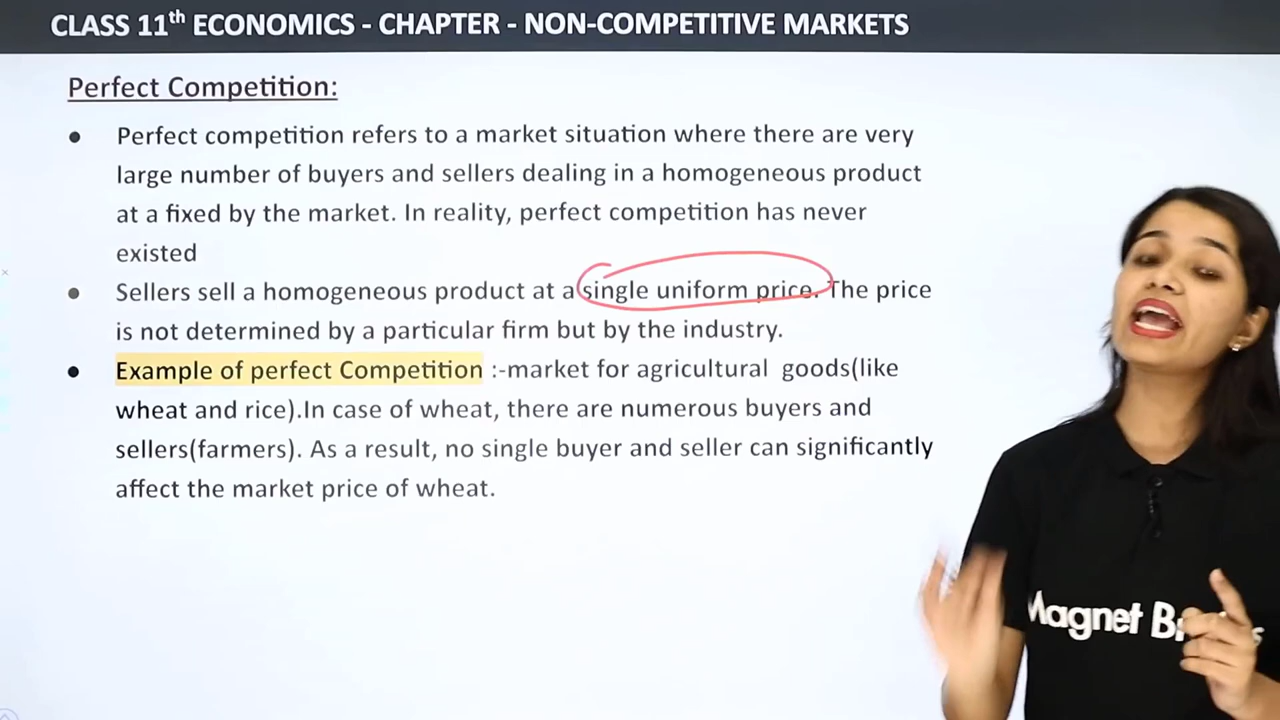 CLASS 11th ECONOMICS - CHAPTER - NON-COMPETITIVE MARKETS
Perfect Competition:
● Perfect competition refers to a market situation where there are very
large number of buyers and sellers dealing in a homogeneous product
at a fixed by the market. In reality, perfect competition has never
existed
● Sellers sell a homogeneous product at a single uniform price. The price
is not determined by a particular firm but by the industry.
● Example of perfect Competition :-market for agricultural goods(like
wheat and rice).In case of wheat, there are numerous buyers and
sellers(farmers). As a result, no single buyer and seller can significantly
affect the market price of wheat.
Magnet